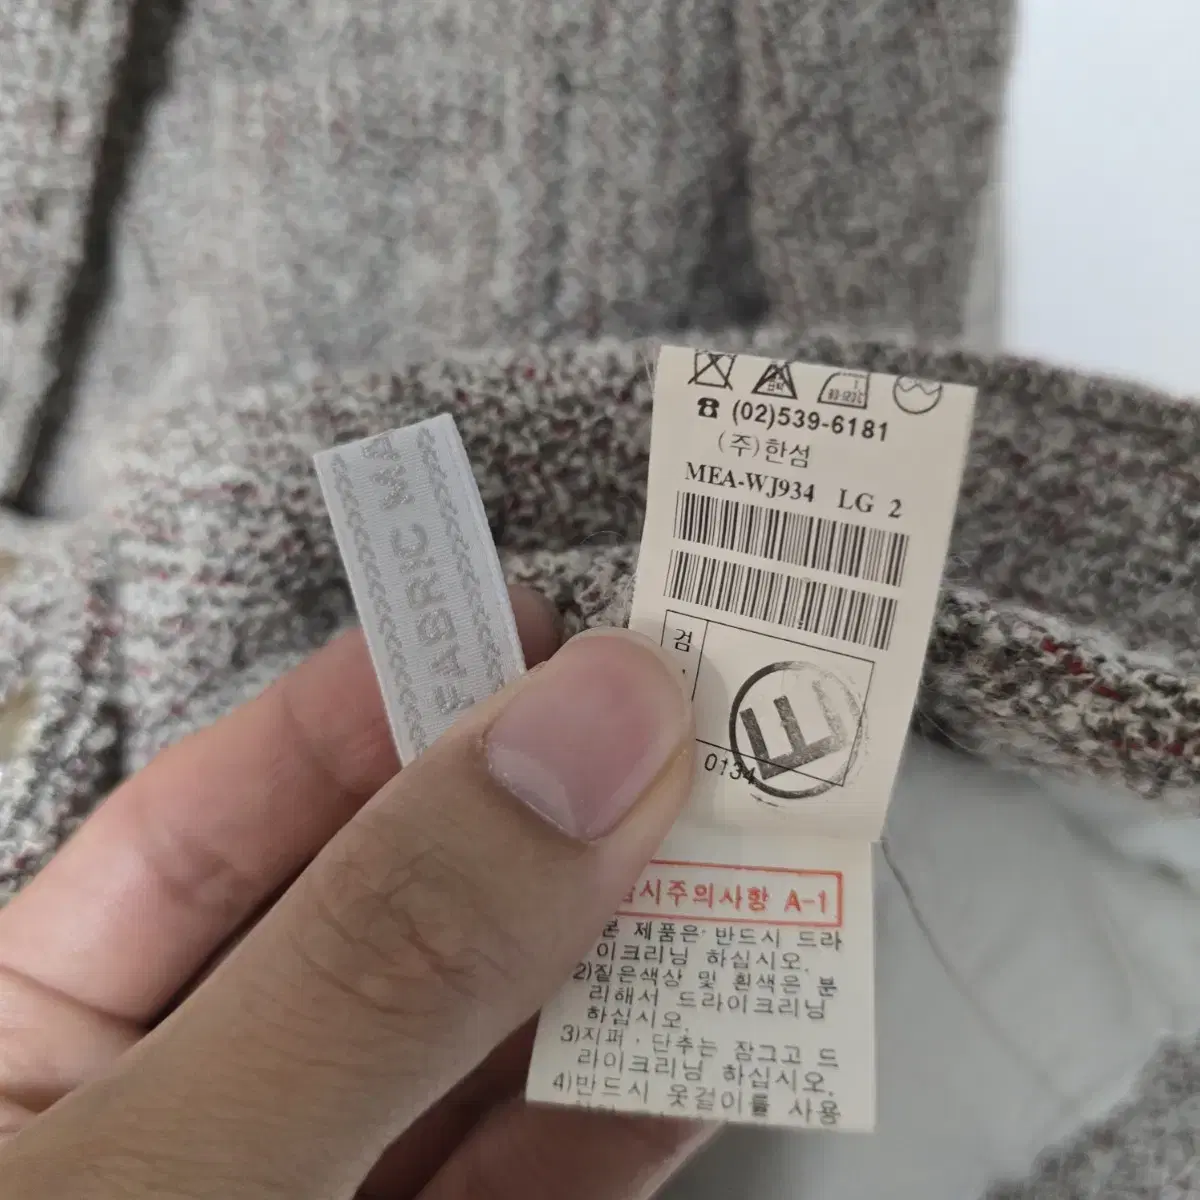 FABRIC MA
☎ (02)539-6181
(주)한섬
MEA-WJ934 LG 2
검
0134
시주의사항 A-1
본 제품은 반드시 드라
이크리닝 하십시오.
2)짙은색상 및 흰색은 분
리해서 드라이크리닝
하십시오.
3)지퍼·단추는 잠그고 드
라이크리닝 하십시오.
4)반드시 옷걸이를 사용